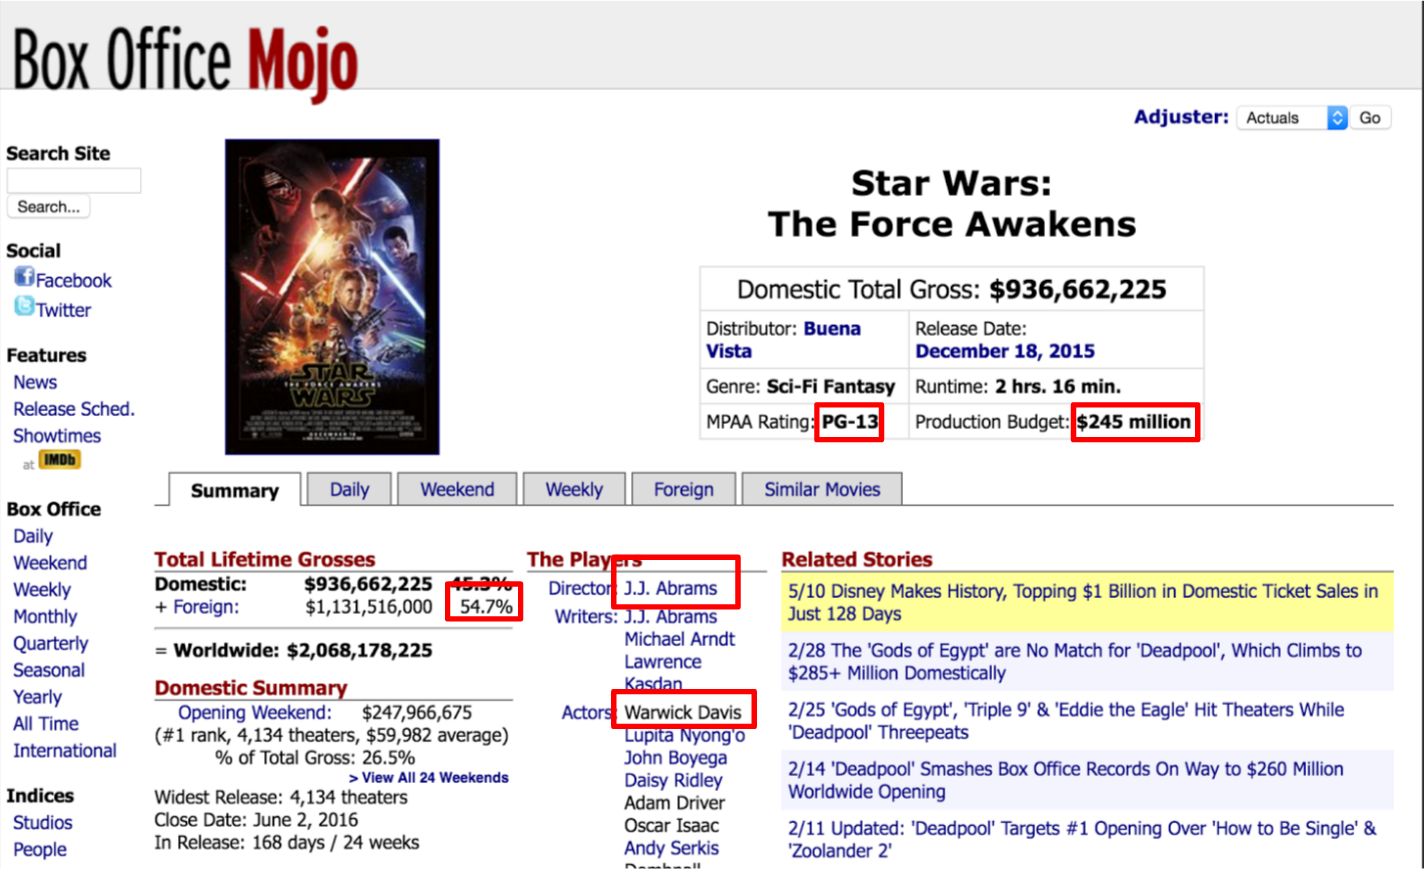 Box Office Mojo
Adjuster: Actuals Go
Search Site
Search...
Social
Facebook
Twitter
Features
News
Release Sched.
Showtimes
at IMDb
Box Office
Daily
Weekend
Weekly
Monthly
Quarterly
Seasonal
Yearly
All Time
International
Indices
Studios
People
STAR
THE FORCE AWAKENS
WARS
Star Wars:
The Force Awakens
Domestic Total Gross: $936,662,225
Distributor: Buena
Vista
Release Date:
December 18, 2015
Genre: Sci-Fi Fantasy
Runtime: 2 hrs. 16 min.
MPAA Rating: PG-13
Production Budget: $245 million
Summary
Daily
Weekend
Weekly
Foreign
Similar Movies
Total Lifetime Grosses
Domestic: $936,662,225 45.3%
+ Foreign: $1,131,516,000 54.7%
= Worldwide: $2,068,178,225
Domestic Summary
Opening Weekend: $247,966,675
(#1 rank, 4,134 theaters, $59,982 average)
% of Total Gross: 26.5%
> View All 24 Weekends
Widest Release: 4,134 theaters
Close Date: June 2, 2016
In Release: 168 days / 24 weeks
The Players
Director: J.J. Abrams
Writers: J.J. Abrams
Michael Arndt
Lawrence
Kasdan
Actors: Warwick Davis
Lupita Nyong'o
John Boyega
Daisy Ridley
Adam Driver
Oscar Isaac
Andy Serkis
Related Stories
5/10 Disney Makes History, Topping $1 Billion in Domestic Ticket Sales in
Just 128 Days
2/28 The 'Gods of Egypt' are No Match for 'Deadpool', Which Climbs to
$285+ Million Domestically
2/25 'Gods of Egypt', 'Triple 9' & 'Eddie the Eagle' Hit Theaters While
'Deadpool' Threepeats
2/14 'Deadpool' Smashes Box Office Records On Way to $260 Million
Worldwide Opening
2/11 Updated: 'Deadpool' Targets #1 Opening Over 'How to Be Single' &
'Zoolander 2'